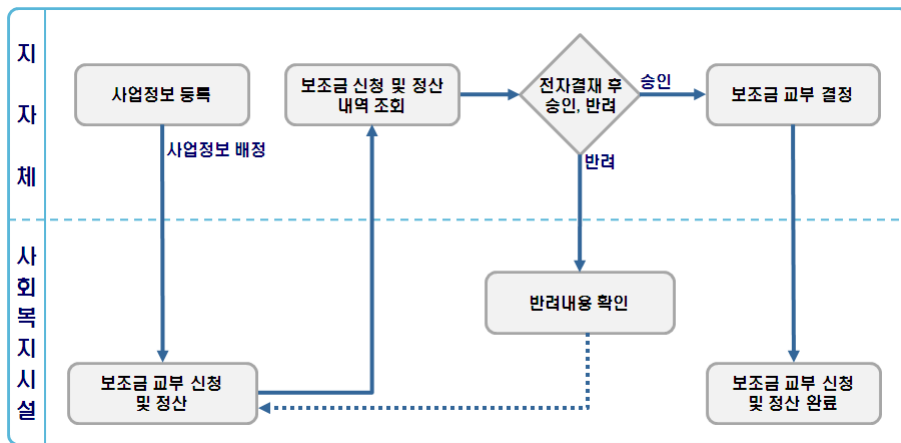 지자체
사업정보 등록
보조금 신청 및 정산
내역 조회
전자결재 후
승인, 반려
승인
보조금 교부 결정
사업정보 배정
반려
사회복지시설
반려내용 확인
보조금 교부 신청
및 정산
보조금 교부 신청
및 정산 완료